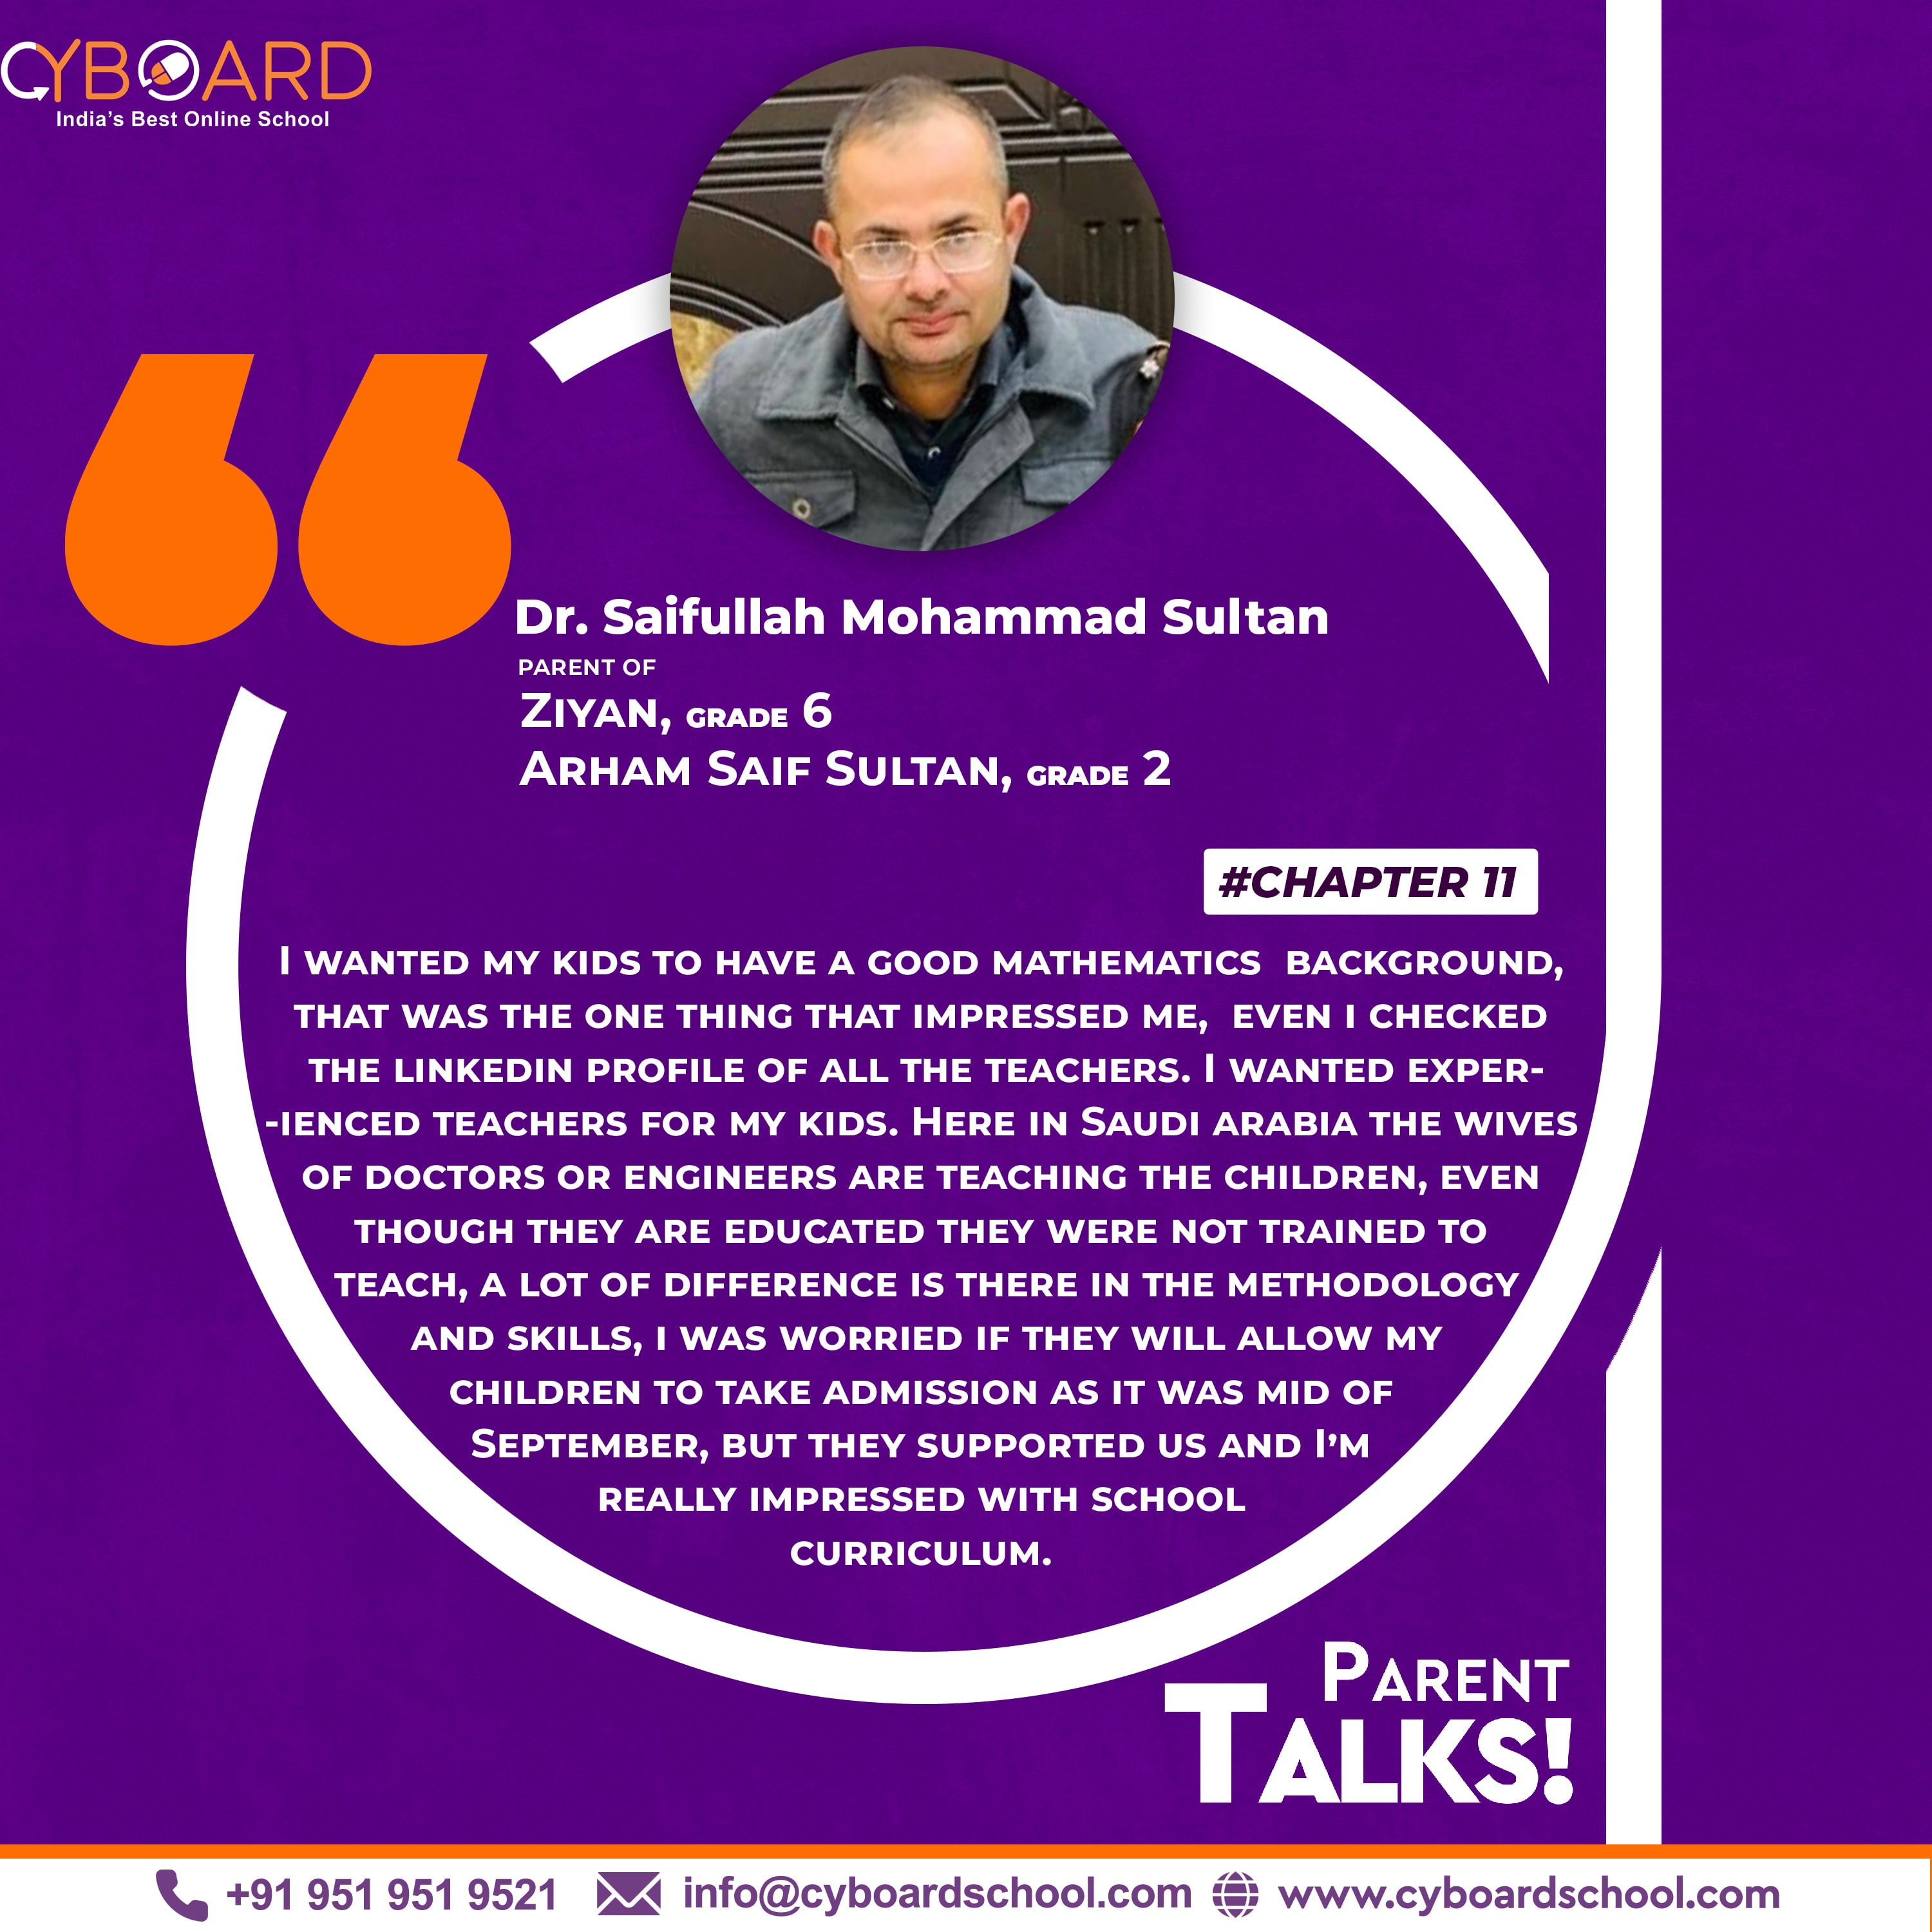 CYBOARD
India's Best Online School
Dr. Saifullah Mohammad Sultan
PARENT OF
ZIYAN, GRADE 6
ARHAM SAIF SULTAN, GRADE 2
#CHAPTER 11
I WANTED MY KIDS TO HAVE A GOOD MATHEMATICS BACKGROUND,
THAT WAS THE ONE THING THAT IMPRESSED ME, EVEN I CHECKED
THE LINKEDIN PROFILE OF ALL THE TEACHERS. I WANTED EXPER-
-IENCED TEACHERS FOR MY KIDS. HERE IN SAUDI ARABIA THE WIVES
OF DOCTORS OR ENGINEERS ARE TEACHING THE CHILDREN, EVEN
THOUGH THEY ARE EDUCATED THEY WERE NOT TRAINED TO
TEACH, A LOT OF DIFFERENCE IS THERE IN THE METHODOLOGY
AND SKILLS, I WAS WORRIED IF THEY WILL ALLOW MY
CHILDREN TO TAKE ADMISSION AS IT WAS MID OF
SEPTEMBER, BUT THEY SUPPORTED US AND I'M
REALLY IMPRESSED WITH SCHOOL
CURRICULUM.
PARENT
TALKS!
+91 951 951 9521 info@cyboardschool.com www.cyboardschool.com